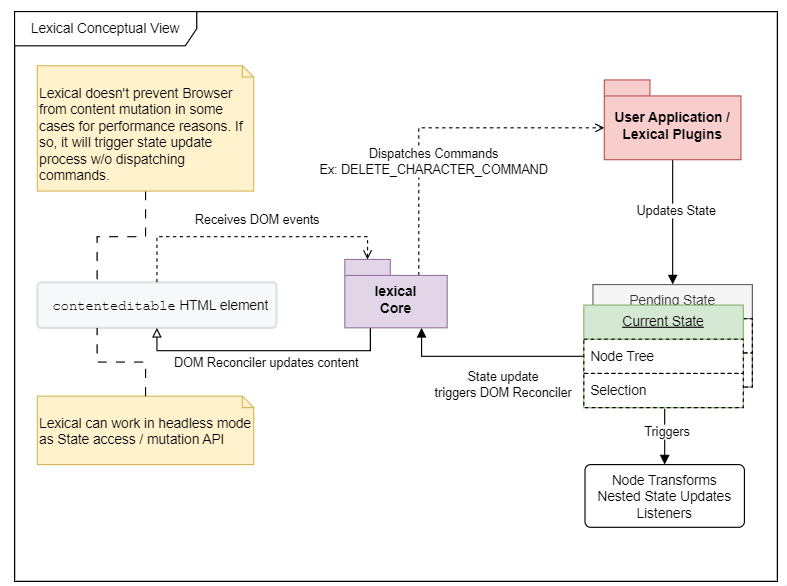 Lexical Conceptual View
Lexical doesn't prevent Browser
from content mutation in some
cases for performance reasons. If
so, it will trigger state update
process w/o dispatching
commands.
User Application /
Lexical Plugins
Dispatches Commands
Ex: DELETE_CHARACTER_COMMAND
Updates State
Receives DOM events
lexical
Core
contenteditable HTML element
Pending State
Current State
Node Tree
Selection
DOM Reconciler updates content
State update
triggers DOM Reconciler
Lexical can work in headless mode
as State access / mutation API
Triggers
Node Transforms
Nested State Updates
Listeners